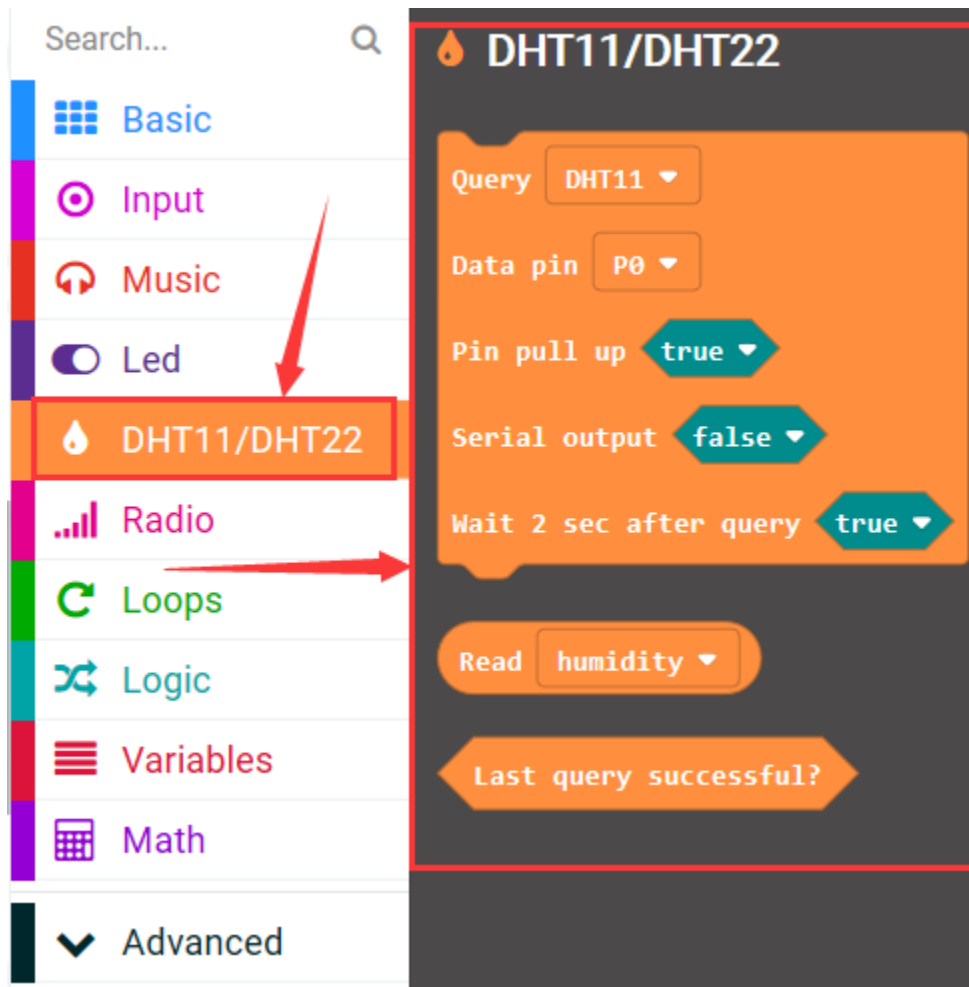 Search...
Basic
Input
Music
Led
DHT11/DHT22
Radio
Loops
Logic
Variables
Math
Advanced
DHT11/DHT22
Query DHT11
Data pin P0
Pin pull up true
Serial output false
Wait 2 sec after query true
Read humidity
Last query successful?